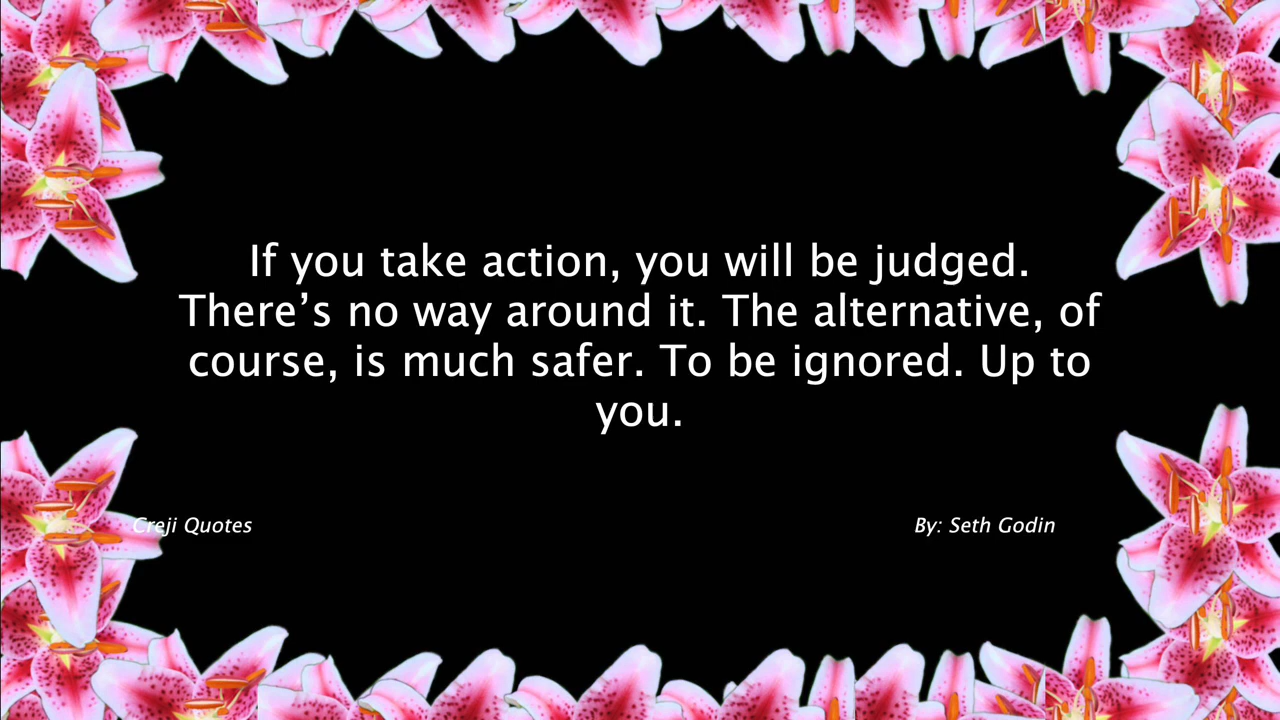 If you take action, you will be judged.
There’s no way around it. The alternative, of
course, is much safer. To be ignored. Up to
you.
Creji Quotes
By: Seth Godin